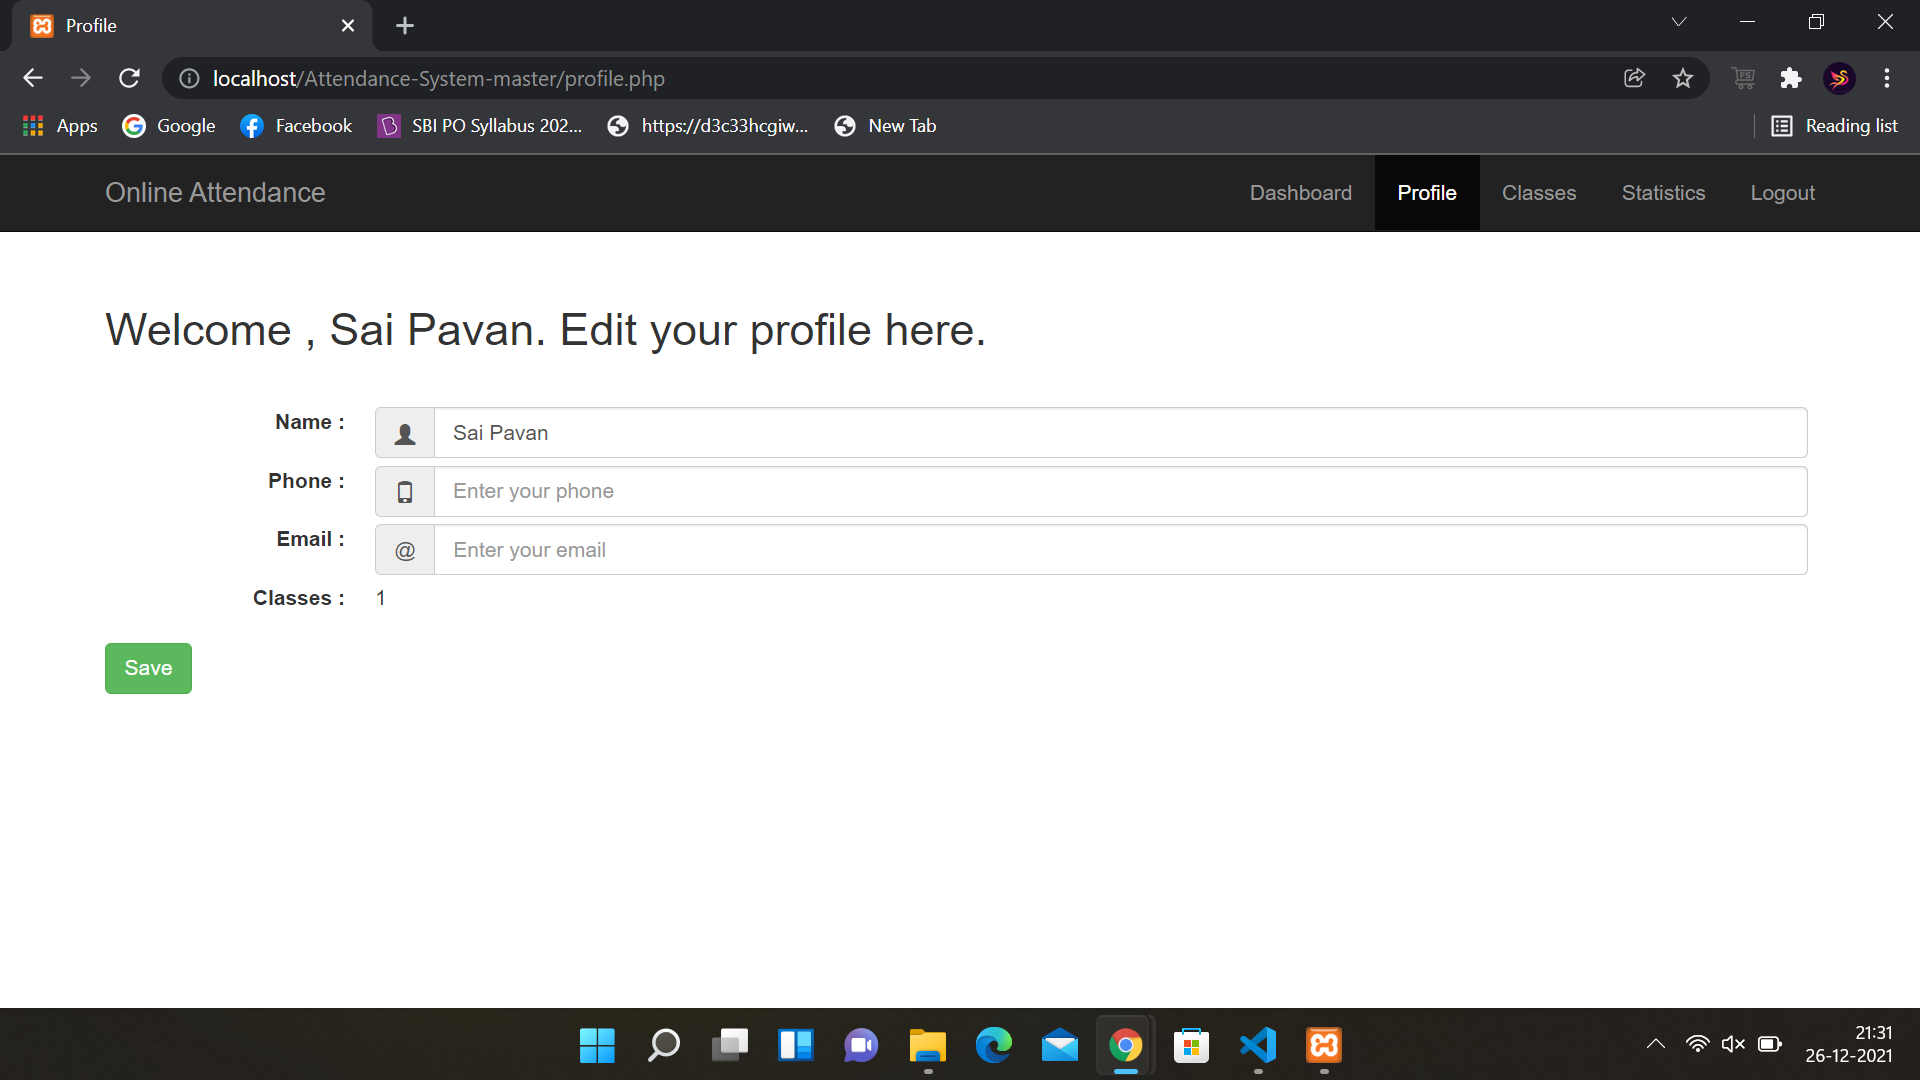 Profile
localhost/Attendance-System-master/profile.php
Apps Google Facebook SBI PO Syllabus 202... https://d3c33hcgiw... New Tab Reading list
Online Attendance Dashboard Profile Classes Statistics Logout
Welcome , Sai Pavan. Edit your profile here.
Name : Sai Pavan
Phone : Enter your phone
Email : @ Enter your email
Classes : 1
Save
21:31
26-12-2021